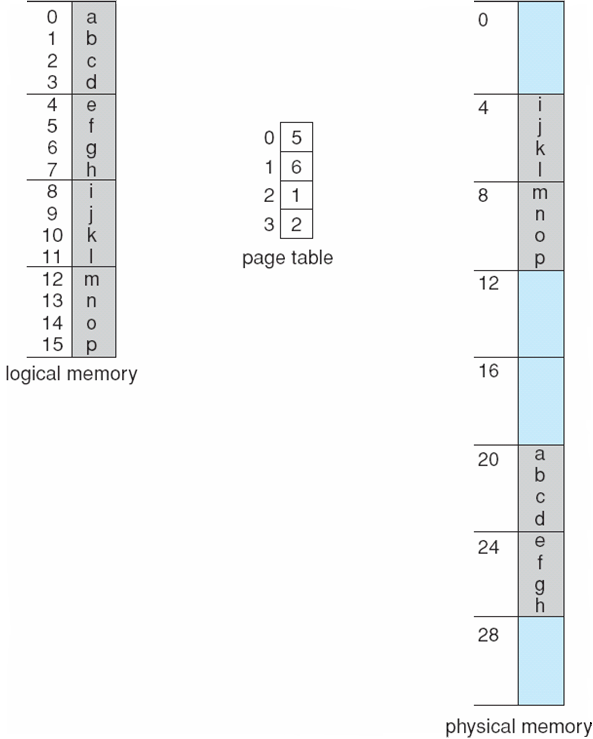 0 a
1 b
2 c
3 d
4 e
5 f
6 g
7 h
8 i
9 j
10 k
11 l
12 m
13 n
14 o
15 p
logical memory
0 5
1 6
2 1
3 2
page table
0
4 i
j
k
l
8 m
n
o
p
12
16
20 a
b
c
d
24 e
f
g
h
28
physical memory